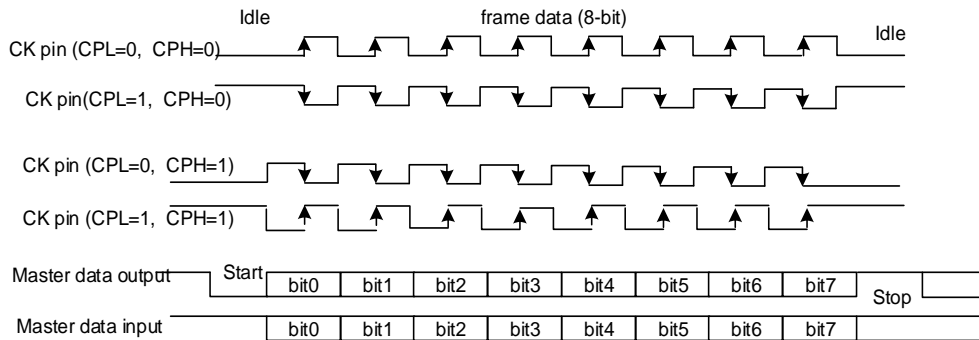 Idle frame data (8-bit) Idle
CK pin (CPL=0, CPH=0)
CK pin(CPL=1, CPH=0)
CK pin (CPL=0, CPH=1)
CK pin (CPL=1, CPH=1)
Master data output Start bit0 bit1 bit2 bit3 bit4 bit5 bit6 bit7 Stop
Master data input bit0 bit1 bit2 bit3 bit4 bit5 bit6 bit7